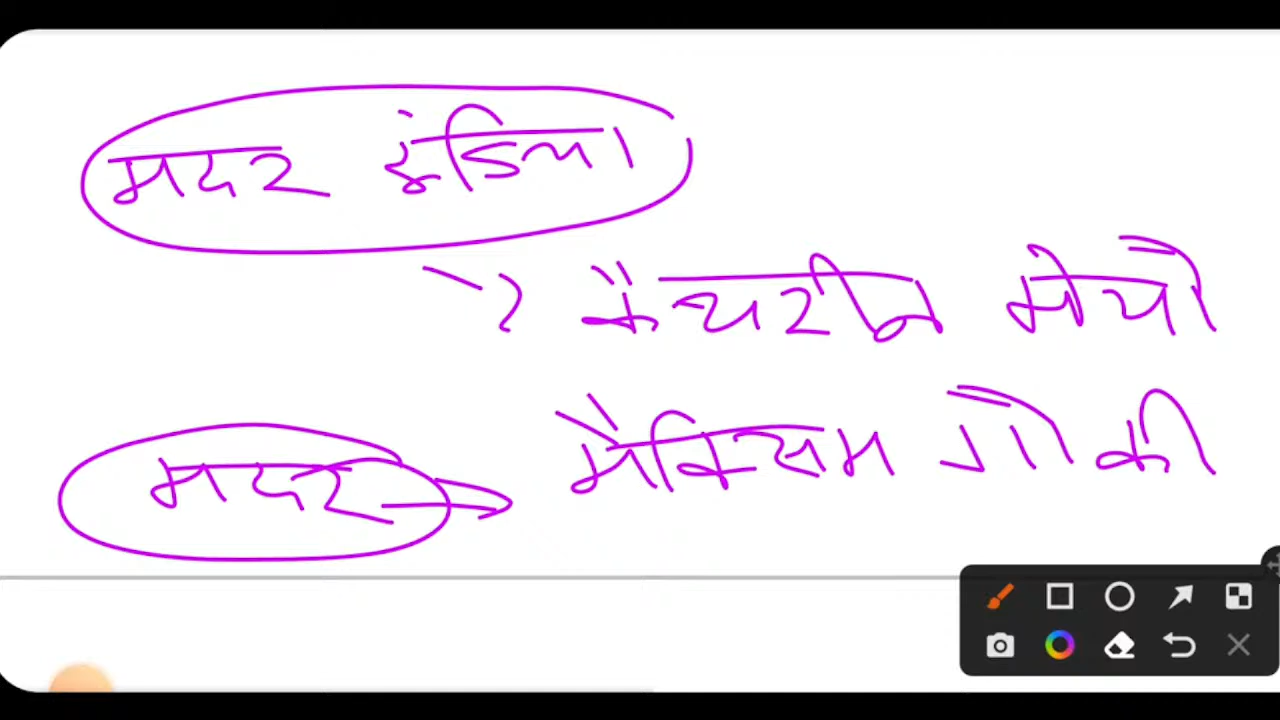 मदर इंडिया
कैथरीन मेयो
मदर → मैक्सिम गोर्की